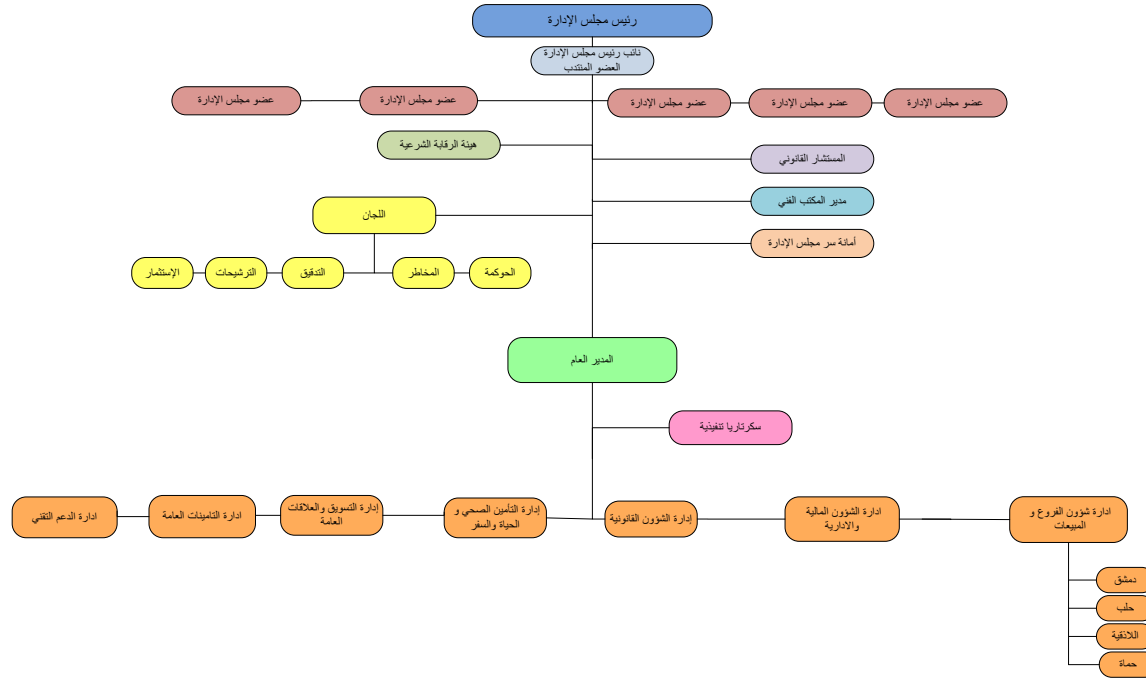 رئيس مجلس الإدارة
نائب رئيس مجلس الإدارة
العضو المنتدب
عضو مجلس الإدارة
عضو مجلس الإدارة
عضو مجلس الإدارة
عضو مجلس الإدارة
عضو مجلس الإدارة
هيئة الرقابة الشرعية
المستشار القانوني
مدير المكتب الفني
أمانة سر مجلس الإدارة
اللجان
الحوكمة
المخاطر
التدقيق
الترشيحات
الإستثمار
المدير العام
سكرتاريا تنفيذية
ادارة شؤون الفروع و
المبيعات
ادارة الشؤون المالية
والادارية
إدارة الشؤون القانونية
إدارة التأمين الصحي و
الحياة والسفر
إدارة التسويق والعلاقات
العامة
ادارة التامينات العامة
ادارة الدعم التقني
دمشق
حلب
اللاذقية
حماة